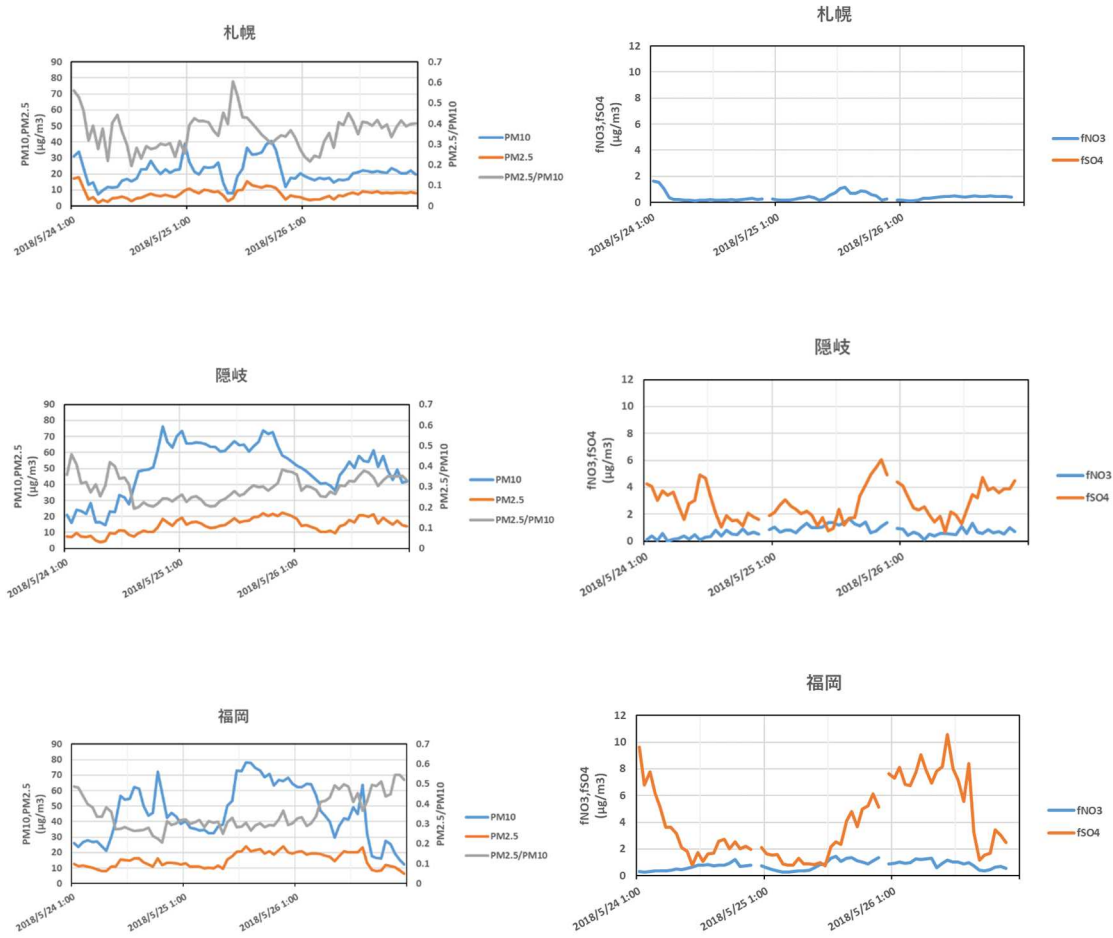 札幌
PM10,PM2.5
(μg/m3)
90
80
70
60
50
40
30
20
10
0
0.7
0.6
0.5
0.4
0.3
0.2
0.1
0
PM2.5/PM10
2018/5/24 1:00
2018/5/25 1:00
2018/5/26 1:00
PM10
PM2.5
PM2.5/PM10
札幌
fNO3,fSO4
(μg/m3)
12
10
8
6
4
2
0
2018/5/24 1:00
2018/5/25 1:00
2018/5/26 1:00
fNO3
fSO4
隠岐
PM10,PM2.5
(μg/m3)
90
80
70
60
50
40
30
20
10
0
0.7
0.6
0.5
0.4
0.3
0.2
0.1
0
PM2.5/PM10
2018/5/24 1:00
2018/5/25 1:00
2018/5/26 1:00
PM10
PM2.5
PM2.5/PM10
隠岐
fNO3,fSO4
(μg/m3)
12
10
8
6
4
2
0
2018/5/24 1:00
2018/5/25 1:00
2018/5/26 1:00
fNO3
fSO4
福岡
PM10,PM2.5
(μg/m3)
90
80
70
60
50
40
30
20
10
0
0.7
0.6
0.5
0.4
0.3
0.2
0.1
0
PM2.5/PM10
2018/5/24 1:00
2018/5/25 1:00
2018/5/26 1:00
PM10
PM2.5
PM2.5/PM10
福岡
fNO3,fSO4
(μg/m3)
12
10
8
6
4
2
0
2018/5/24 1:00
2018/5/25 1:00
2018/5/26 1:00
fNO3
fSO4